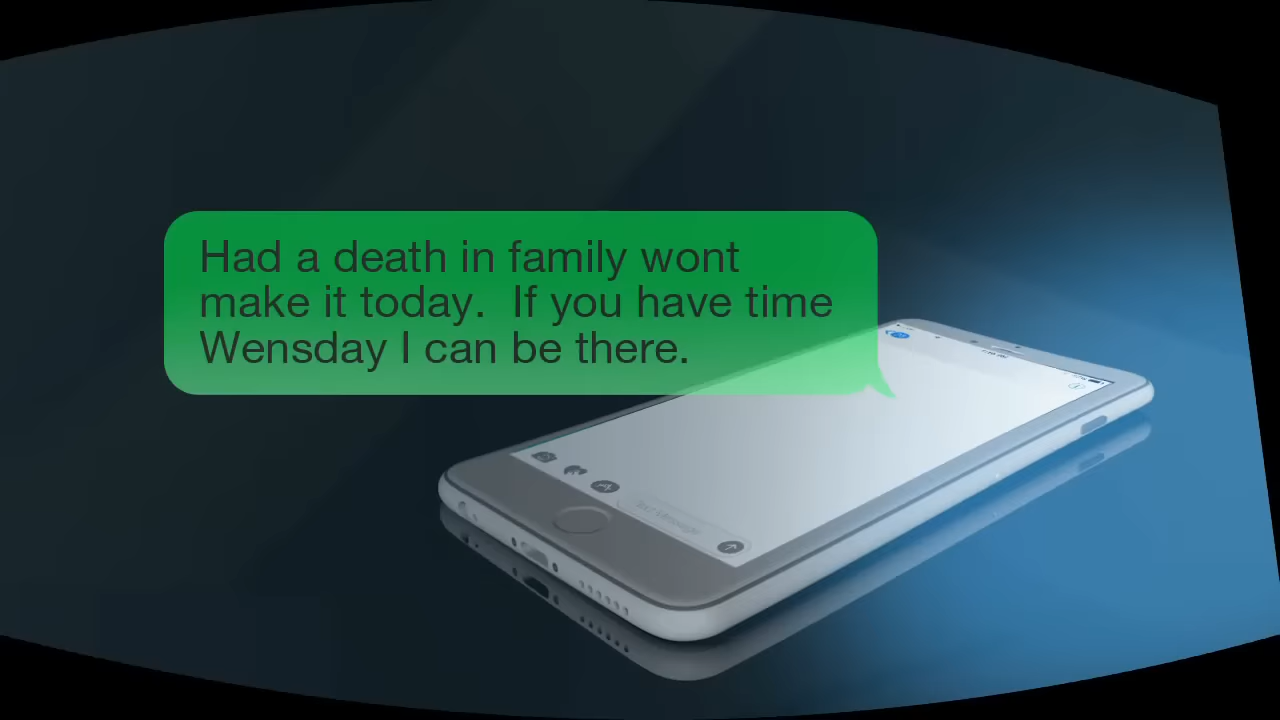 Had a death in family wont
make it today.  If you have time
Wensday I can be there.